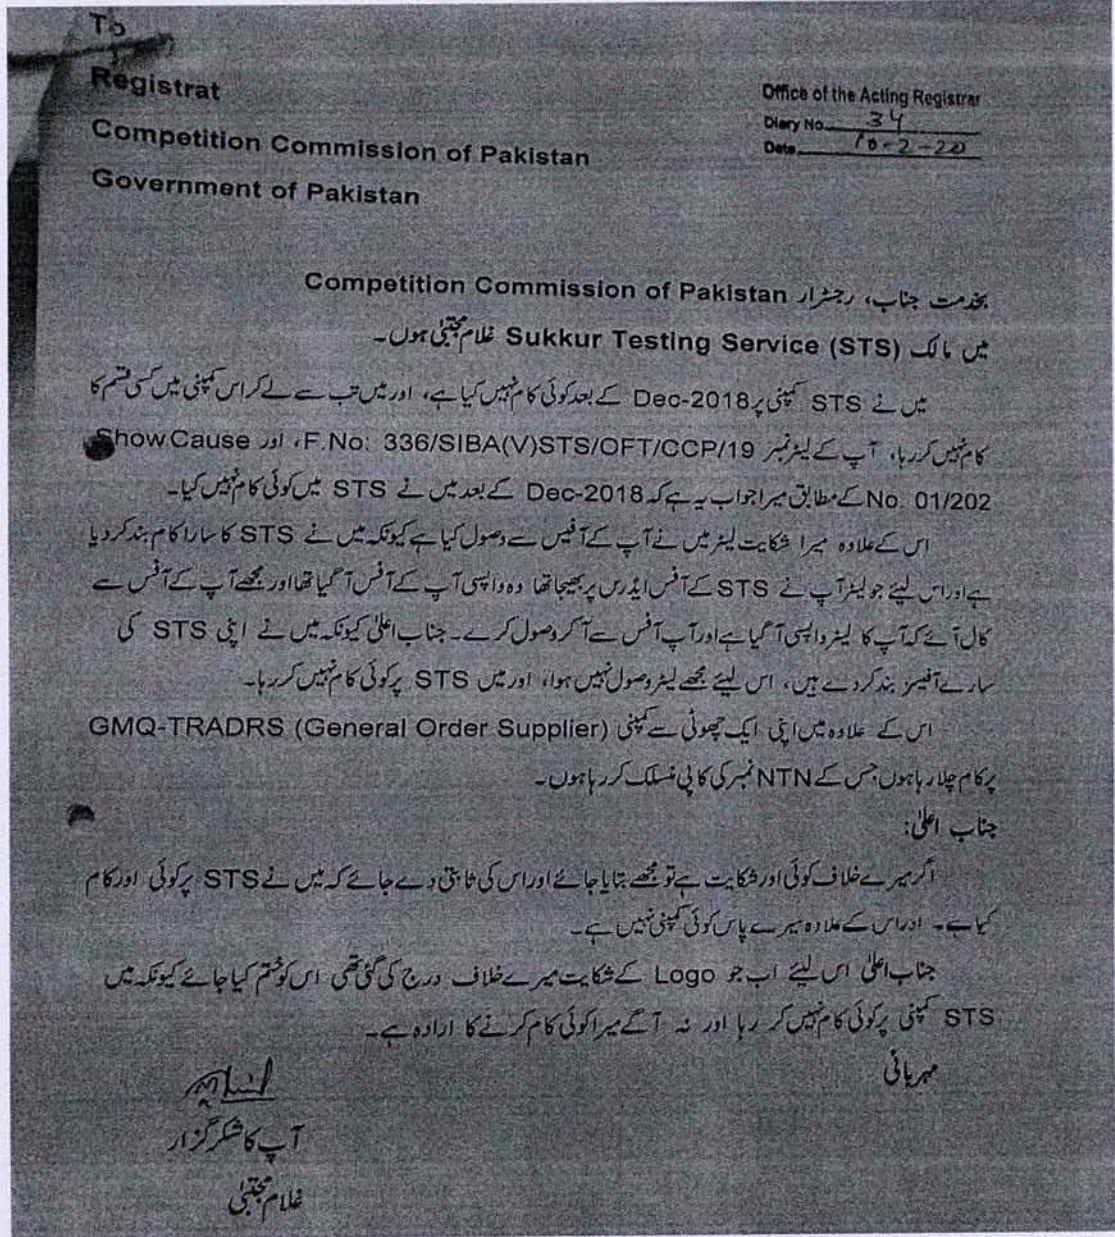 To
Registrat
Competition Commission of Pakistan
Government of Pakistan
Office of the Acting Registrar
Diary No. 34
Date 10-2-20
بخدمت جناب، رجسٹرار Competition Commission of Pakistan
میں مالک Sukkur Testing Service (STS) غلام مجتبیٰ ہوں۔
میں نے STS کمپنی پر Dec-2018 کے بعد کوئی کام نہیں کیا ہے، اور میں تب سے لے کر اس کمپنی میں کسی قسم کا
کام نہیں کر رہا، آپ کے لیٹر نمبر F.No: 336/SIBA(V)STS/OFT/CCP/19، اور Show Cause
No. 01/202 کے مطابق میرا جواب یہ ہے کہ Dec-2018 کے بعد میں نے STS میں کوئی کام نہیں کیا۔
اس کے علاوہ میرا شکایت لیٹر میں نے آپ کے آفیس سے وصول کیا ہے کیونکہ میں نے STS کا سارا کام بند کر دیا
ہے اور اس لیئے جو لیٹر آپ نے STS کے آفس ایڈرس پر بھیجا تھا وہ واپسی آپ کے آفس آ گیا تھا اور مجھے آپ کے آفس سے
کال آئے کہ آپ کا لیٹر واپسی آ گیا ہے اور آپ آفس سے آ کر وصول کرے۔ جناب اعلیٰ کیونکہ میں نے اپنی STS کی
سارے آفیسز بند کر دے ہیں، اس لیئے مجھے لیٹر وصول نہیں ہوا، اور میں STS پر کوئی کام نہیں کر رہا۔
اس کے علاوہ میں اپنی ایک چھوٹی سے کمپنی GMQ-TRADRS (General Order Supplier)
پر کام چلا رہا ہوں جس کے NTN نمبر کی کاپی منسلک کر رہا ہوں۔
جناب اعلیٰ:
اگر میرے خلاف کوئی اور شکایت ہے تو مجھے بتایا جائے اور اس کی ثابتی دے جائے کہ میں نے STS پر کوئی اور کام
کیا ہے۔ اور اس کے علاوہ میرے پاس کوئی کمپنی نہیں ہے۔
جناب اعلیٰ اس لیئے اب جو Logo کے شکایت میرے خلاف درج کی گئی تھی اس کو ختم کیا جائے کیونکہ میں
STS کمپنی پر کوئی کام نہیں کر رہا اور نہ آگے میرا کوئی کام کرنے کا ارادہ ہے۔
مہربانی
آپ کا شکر گزار
غلام مجتبیٰ